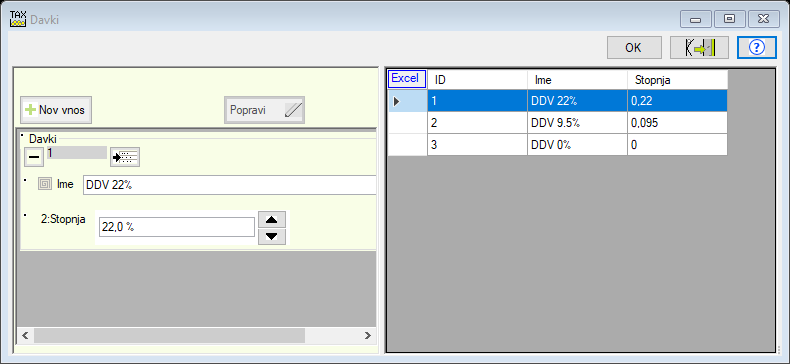 TAX
Davki
OK
?
Nov vnos
Popravi
Davki
1
Ime DDV 22%
2:Stopnja 22,0 %
Excel ID Ime Stopnja
1 DDV 22% 0,22
2 DDV 9.5% 0,095
3 DDV 0% 0